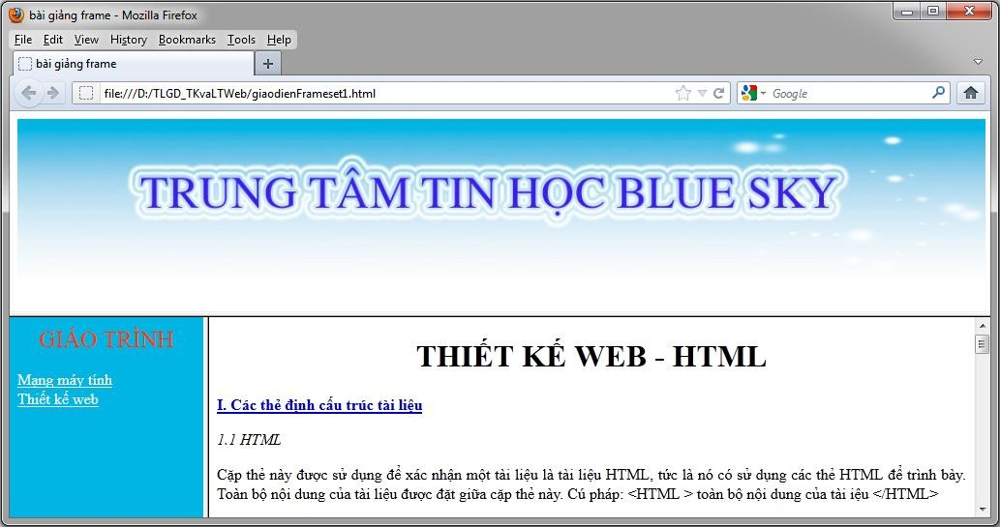 bài giảng frame - Mozilla Firefox
File Edit View History Bookmarks Tools Help
bài giảng frame
file:///D:/TLGD_TKvaLTWeb/giaodienFrameset1.html
Google
TRUNG TÂM TIN HỌC BLUE SKY
GIÁO TRÌNH
Mạng máy tính
Thiết kế web
THIẾT KẾ WEB - HTML
I. Các thẻ định cấu trúc tài liệu
1.1 HTML
Cặp thẻ này được sử dụng để xác nhận một tài liệu là tài liệu HTML, tức là nó có sử dụng các thẻ HTML để trình bày.
Toàn bộ nội dung của tài liệu được đặt giữa cặp thẻ này. Cú pháp: <HTML > toàn bộ nội dung của tài iệu </HTML>